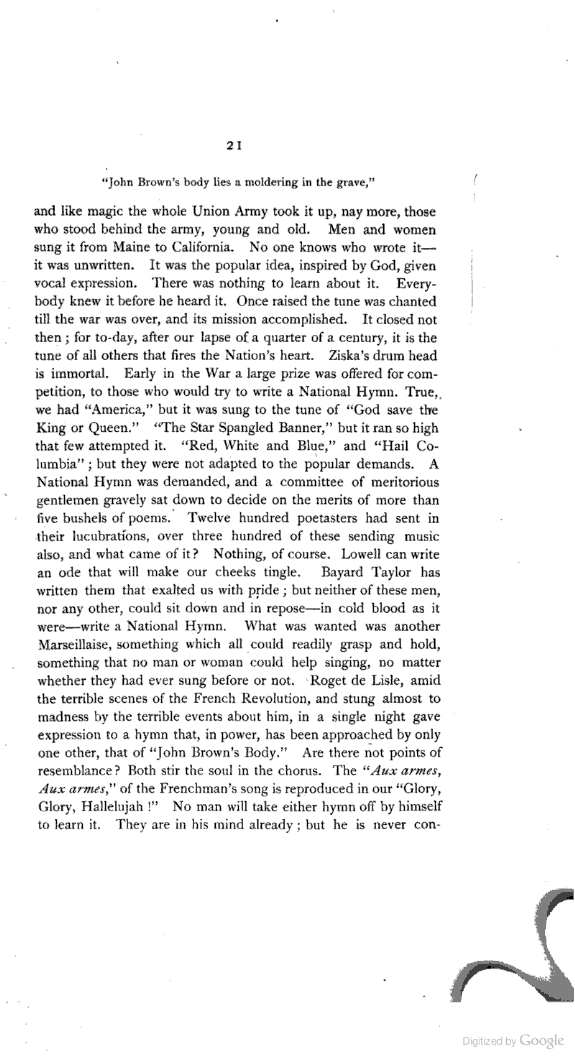 21
“John Brown’s body lies a moldering in the grave,”
and like magic the whole Union Army took it up, nay more, those
who stood behind the army, young and old. Men and women
sung it from Maine to California. No one knows who wrote it—
it was unwritten. It was the popular idea, inspired by God, given
vocal expression. There was nothing to learn about it. Every-
body knew it before he heard it. Once raised the tune was chanted
till the war was over, and its mission accomplished. It closed not
then ; for to-day, after our lapse of a quarter of a century, it is the
tune of all others that fires the Nation’s heart. Ziska’s drum head
is immortal. Early in the War a large prize was offered for com-
petition, to those who would try to write a National Hymn. True,
we had “America,” but it was sung to the tune of “God save the
King or Queen.” “The Star Spangled Banner,” but it ran so high
that few attempted it. “Red, White and Blue,” and “Hail Co-
lumbia” ; but they were not adapted to the popular demands. A
National Hymn was demanded, and a committee of meritorious
gentlemen gravely sat down to decide on the merits of more than
five bushels of poems. Twelve hundred poetasters had sent in
their lucubrations, over three hundred of these sending music
also, and what came of it? Nothing, of course. Lowell can write
an ode that will make our cheeks tingle. Bayard Taylor has
written them that exalted us with pride ; but neither of these men,
nor any other, could sit down and in repose—in cold blood as it
were—write a National Hymn. What was wanted was another
Marseillaise, something which all could readily grasp and hold,
something that no man or woman could help singing, no matter
whether they had ever sung before or not. Roget de Lisle, amid
the terrible scenes of the French Revolution, and stung almost to
madness by the terrible events about him, in a single night gave
expression to a hymn that, in power, has been approached by only
one other, that of “John Brown’s Body.” Are there not points of
resemblance? Both stir the soul in the chorus. The “Aux armes,
Aux armes,” of the Frenchman’s song is reproduced in our “Glory,
Glory, Hallelujah !” No man will take either hymn off by himself
to learn it. They are in his mind already ; but he is never con-
Digitized by Google